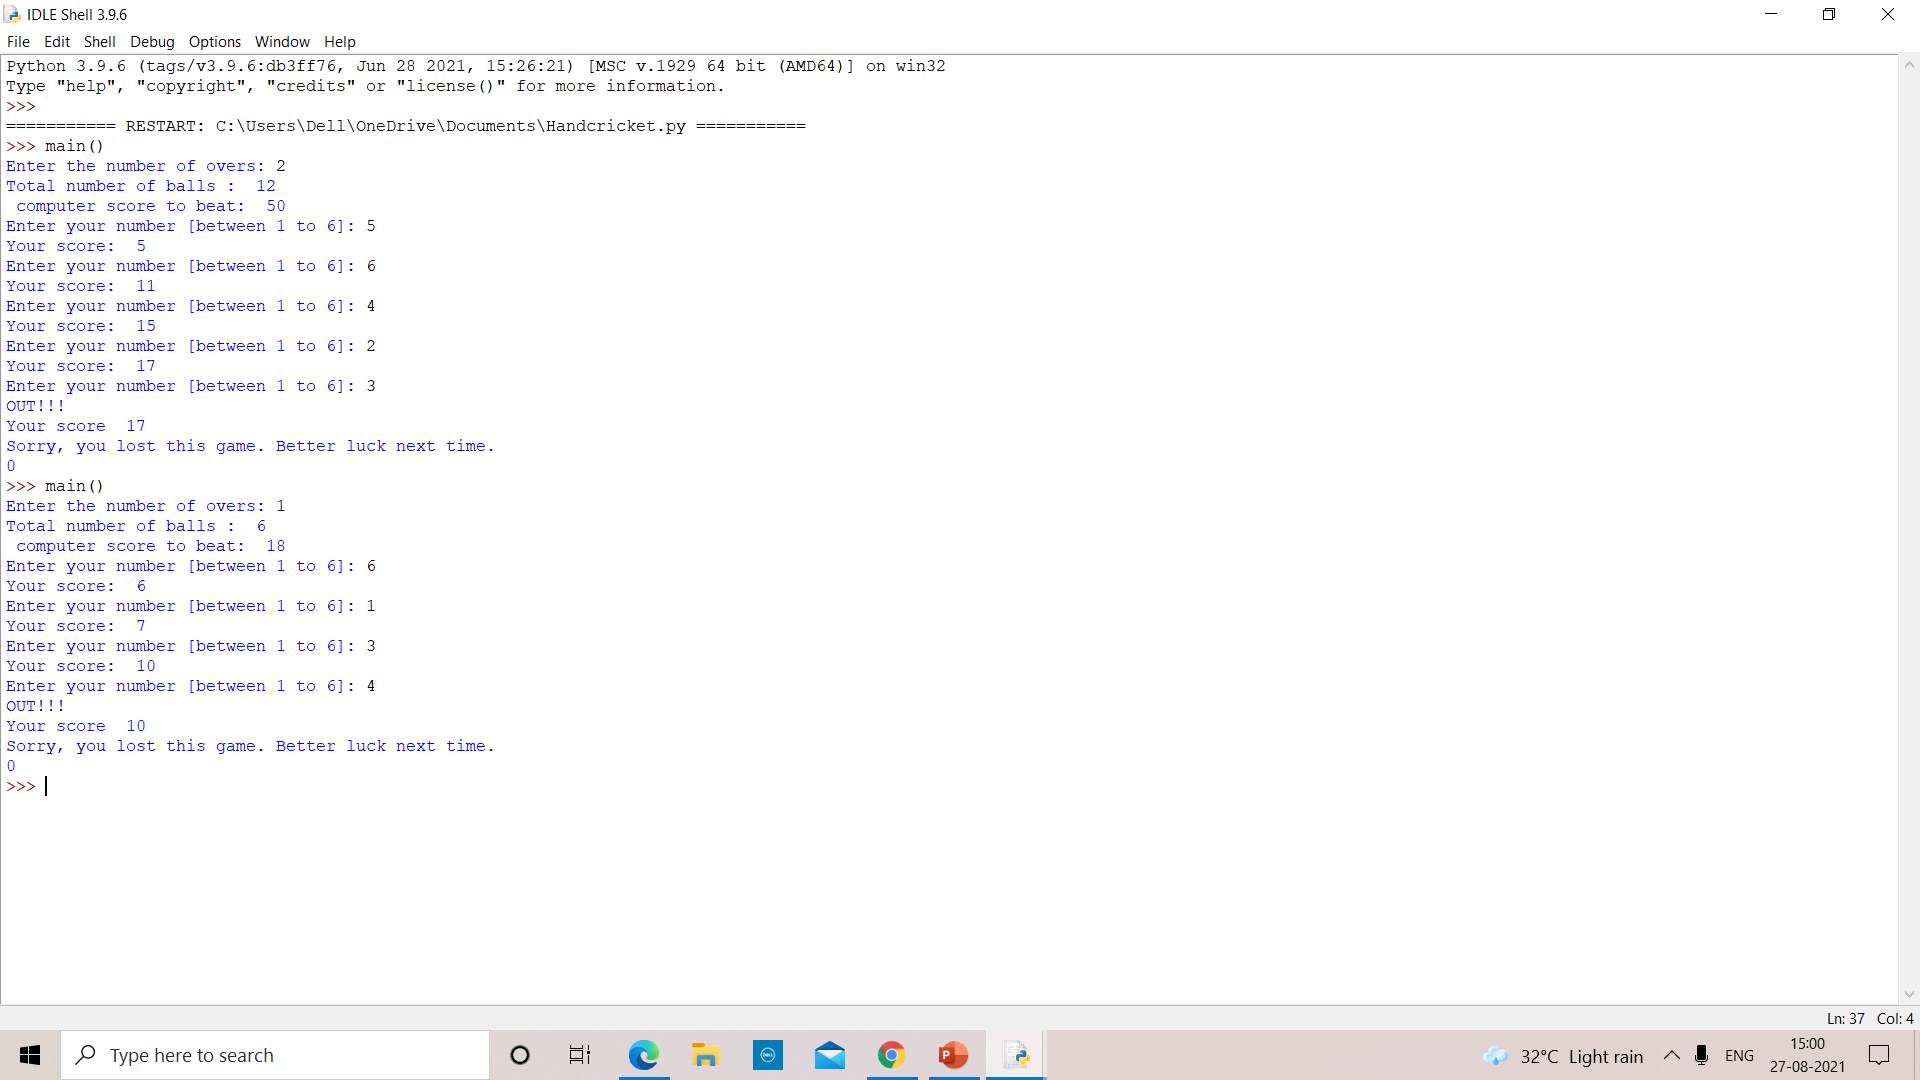 IDLE Shell 3.9.6
File Edit Shell Debug Options Window Help
Python 3.9.6 (tags/v3.9.6:db3ff76, Jun 28 2021, 15:26:21) [MSC v.1929 64 bit (AMD64)] on win32
Type "help", "copyright", "credits" or "license()" for more information.
>>>
=========== RESTART: C:\Users\Dell\OneDrive\Documents\Handcricket.py ===========
>>> main()
Enter the number of overs: 2
Total number of balls :  12
 computer score to beat:  50
Enter your number [between 1 to 6]: 5
Your score:  5
Enter your number [between 1 to 6]: 6
Your score:  11
Enter your number [between 1 to 6]: 4
Your score:  15
Enter your number [between 1 to 6]: 2
Your score:  17
Enter your number [between 1 to 6]: 3
OUT!!!
Your score  17
Sorry, you lost this game. Better luck next time.
0
>>> main()
Enter the number of overs: 1
Total number of balls :  6
 computer score to beat:  18
Enter your number [between 1 to 6]: 6
Your score:  6
Enter your number [between 1 to 6]: 1
Your score:  7
Enter your number [between 1 to 6]: 3
Your score:  10
Enter your number [between 1 to 6]: 4
OUT!!!
Your score  10
Sorry, you lost this game. Better luck next time.
0
>>>
Ln: 37 Col: 4
Type here to search
DELL
P
32°C Light rain
ENG
15:00
27-08-2021